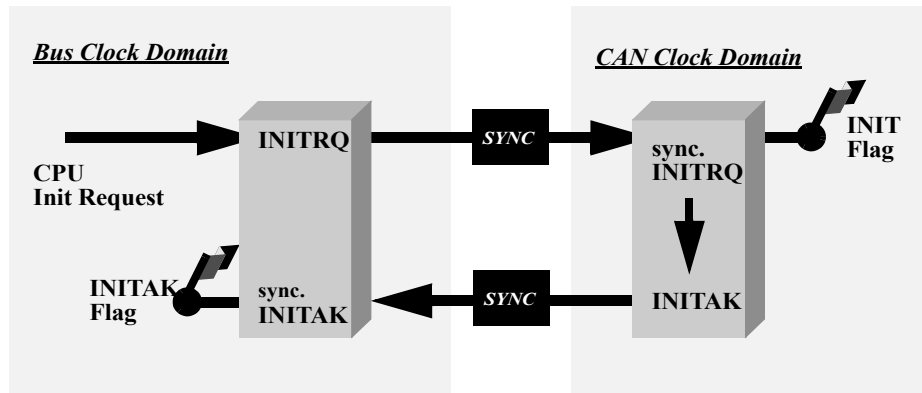 Bus Clock Domain
CAN Clock Domain
INITRQ
SYNC
sync.
INITRQ
INIT
Flag
CPU
Init Request
INITAK
Flag
sync.
INITAK
SYNC
INITAK